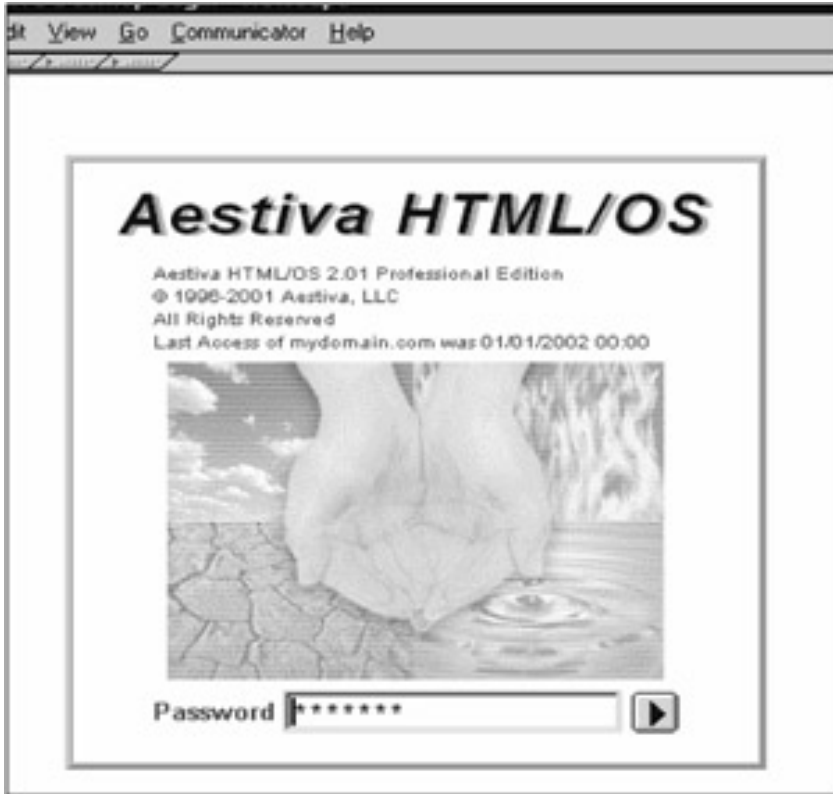 dit View Go Communicator Help
Aestiva HTML/OS
Aestiva HTML/OS 2.01 Professional Edition
© 1996-2001 Aestiva, LLC
All Rights Reserved
Last Access of mydomain.com was 01/01/2002 00:00
Password *******